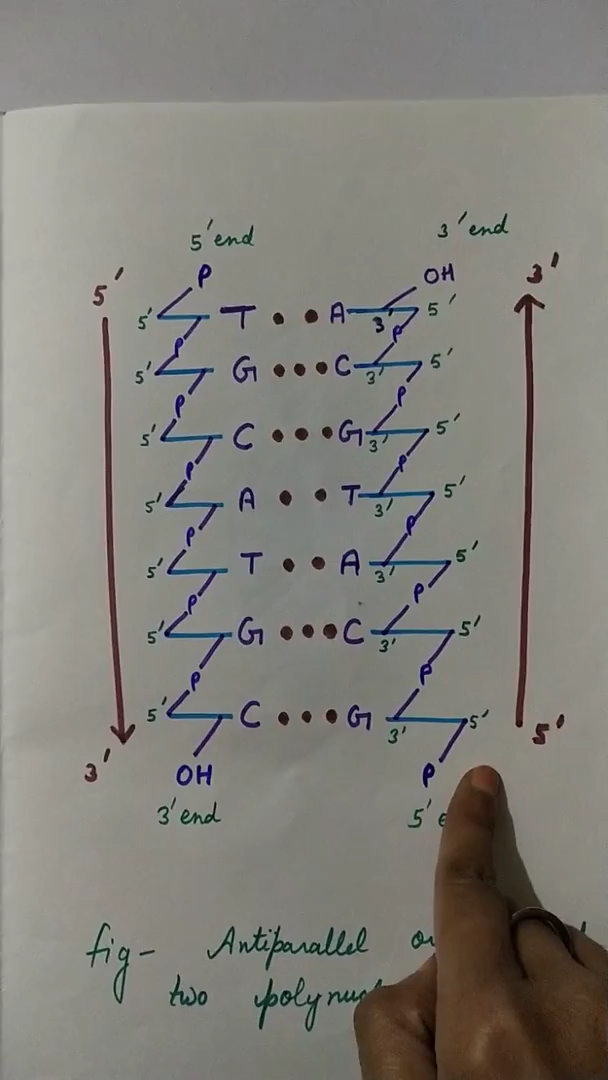 5'end 3'end
5' P OH 3'
5' T • • A 3' 5'
P P
5' G • • • C 3' 5'
P P
5' C • • • G 3' 5'
P P
5' A • • T 3' 5'
P P
5' T • • A 3' 5'
P P
5' G • • • C 3' 5'
P P
5' C • • • G 3' 5' 5'
3' OH P
3'end 5'
fig- Antiparallel
two